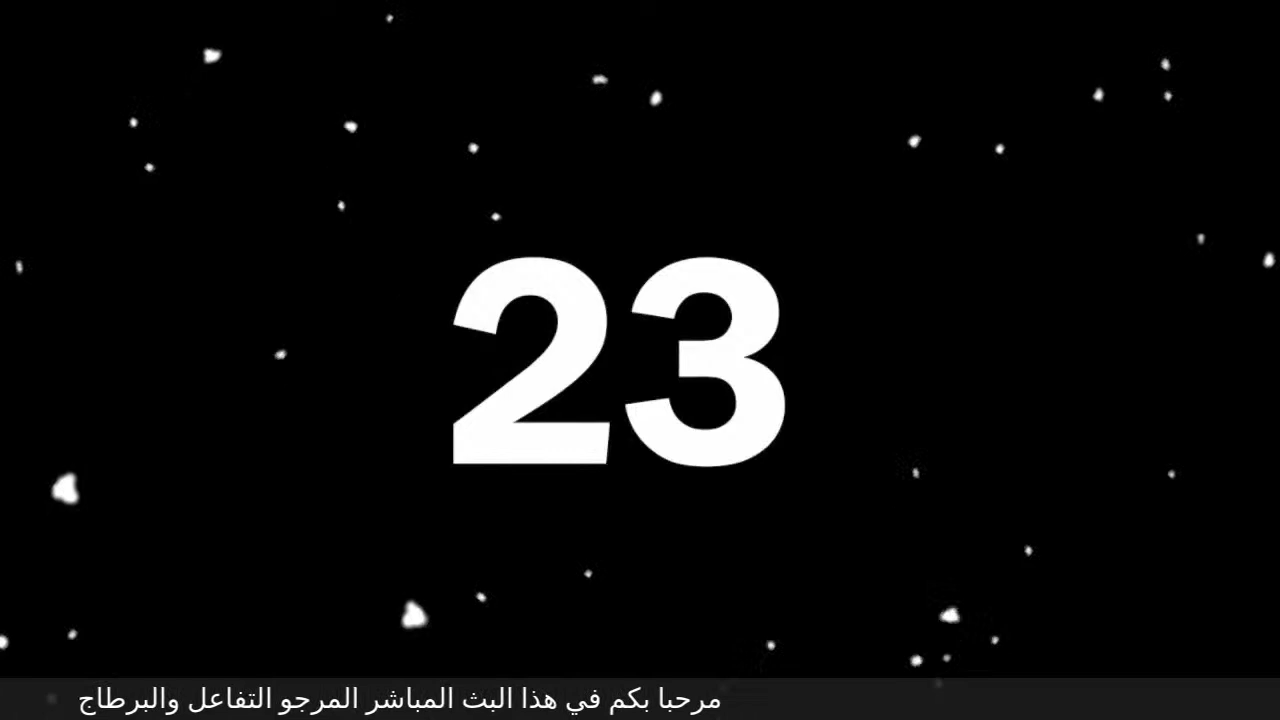 23
مرحبا بكم في هذا البث المباشر المرجو التفاعل والبرطاج